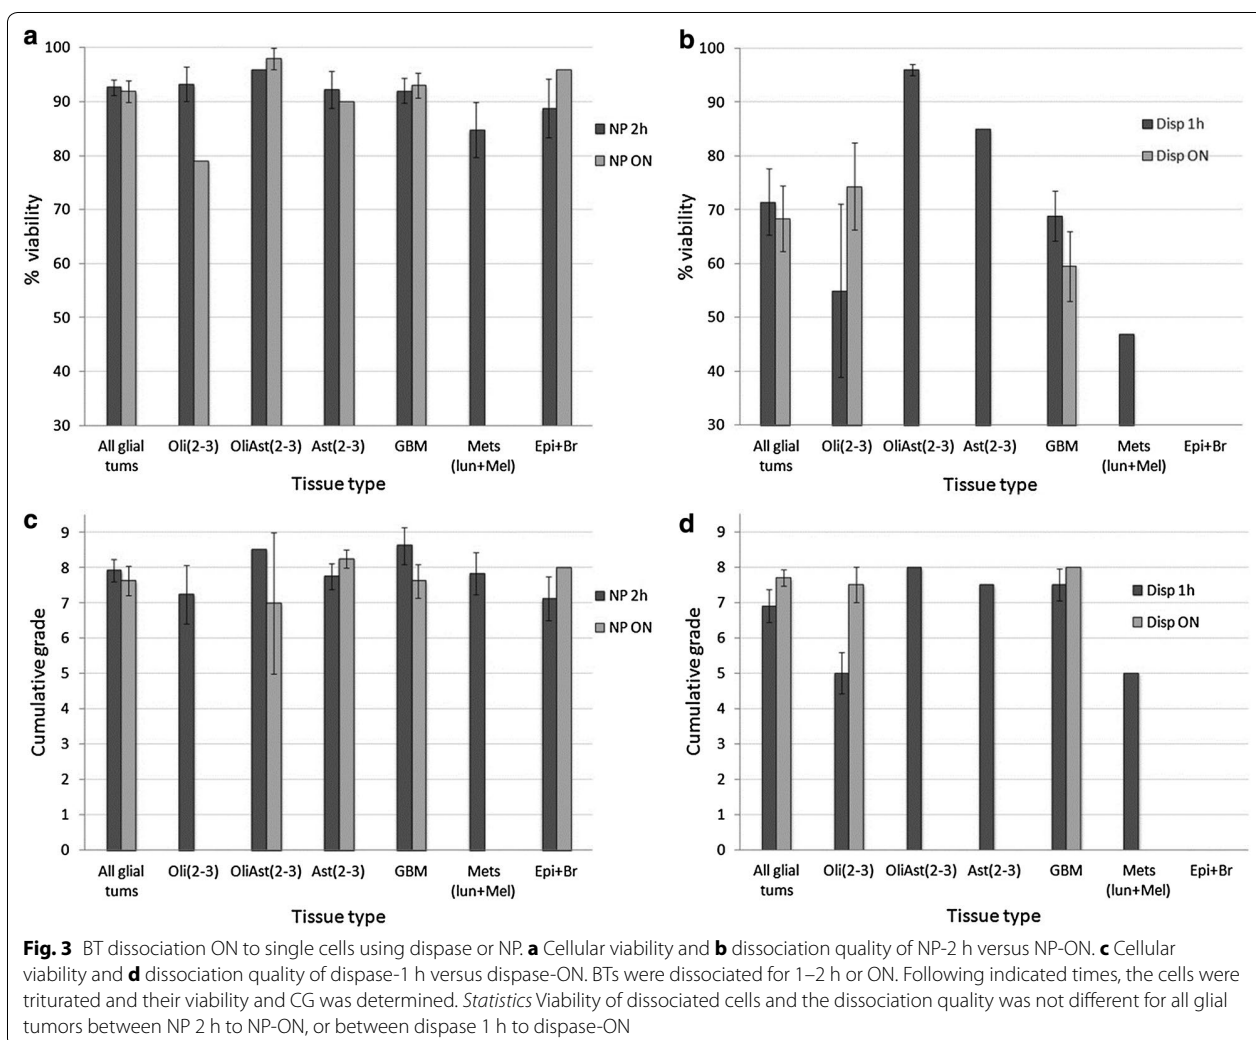 a
100
90
80
70
60
50
40
30
% viability
NP 2h
NP ON
All glial tums
Oli(2-3)
OliAst(2-3)
Ast(2-3)
GBM
Mets (lun+Mel)
Epi+Br
Tissue type
b
100
90
80
70
60
50
40
30
% viability
Disp 1h
Disp ON
All glial tums
Oli(2-3)
OliAst(2-3)
Ast(2-3)
GBM
Mets (lun+Mel)
Epi+Br
Tissue type
c
9
8
7
6
5
4
3
2
1
0
Cumulative grade
NP 2h
NP ON
All glial tums
Oli(2-3)
OliAst(2-3)
Ast(2-3)
GBM
Mets (lun+Mel)
Epi+Br
Tissue type
d
9
8
7
6
5
4
3
2
1
0
Cumulative grade
Disp 1h
Disp ON
All glial tums
Oli(2-3)
OliAst(2-3)
Ast(2-3)
GBM
Mets (lun+Mel)
Epi+Br
Tissue type
Fig. 3 BT dissociation ON to single cells using dispase or NP. a Cellular viability and b dissociation quality of NP-2 h versus NP-ON. c Cellular
viability and d dissociation quality of dispase-1 h versus dispase-ON. BTs were dissociated for 1–2 h or ON. Following indicated times, the cells were
triturated and their viability and CG was determined. Statistics Viability of dissociated cells and the dissociation quality was not different for all glial
tumors between NP 2 h to NP-ON, or between dispase 1 h to dispase-ON